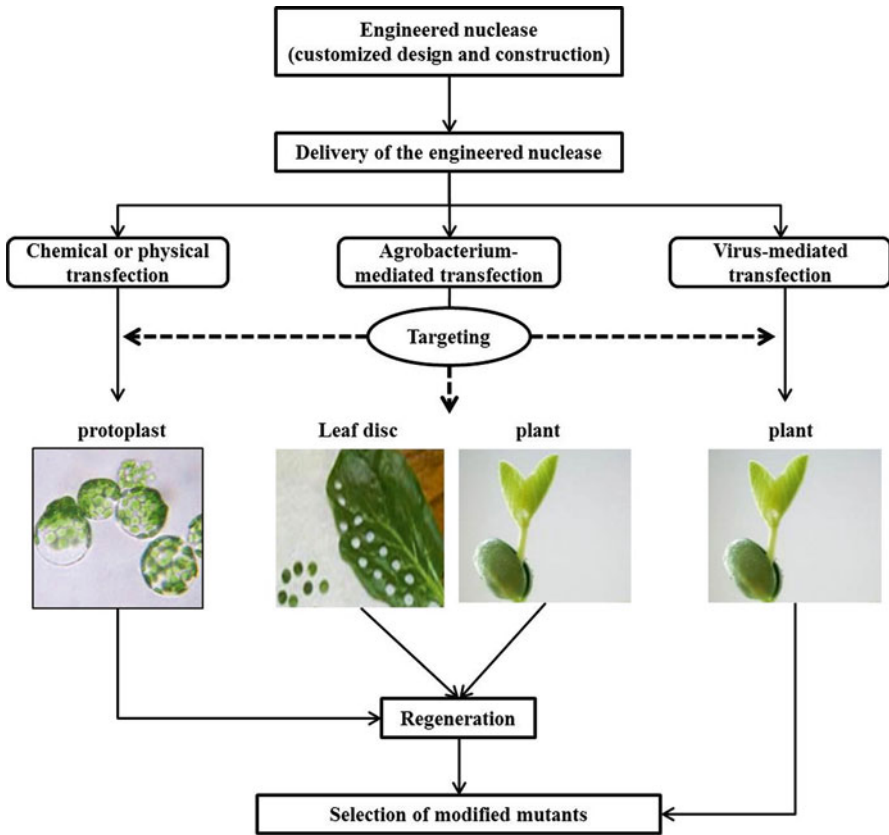 Engineered nuclease
(customized design and construction)
Delivery of the engineered nuclease
Chemical or physical
transfection
Agrobacterium-
mediated transfection
Virus-mediated
transfection
Targeting
protoplast
Leaf disc
plant
plant
Regeneration
Selection of modified mutants